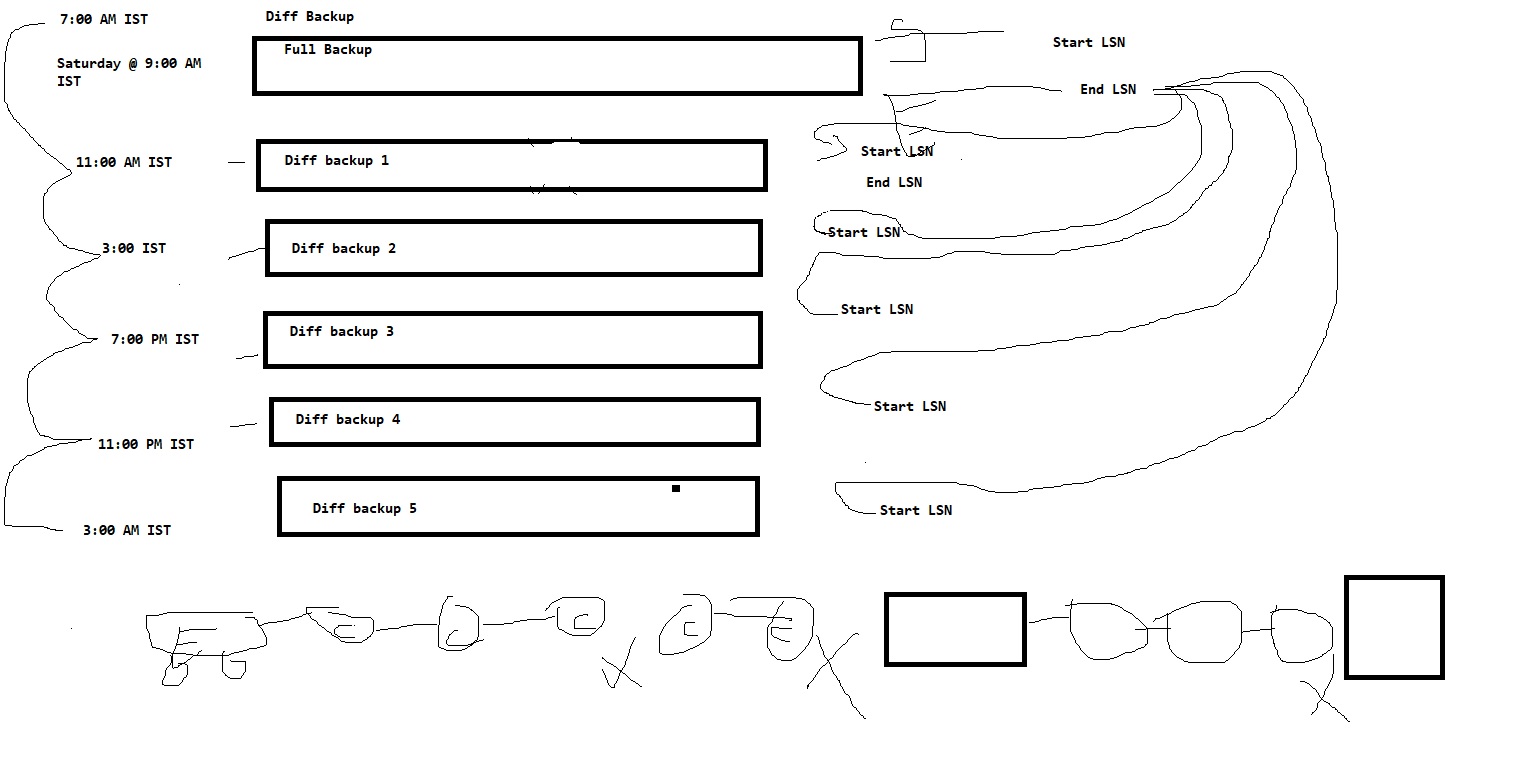 7:00 AM IST
Diff Backup
Full Backup
Start LSN
Saturday @ 9:00 AM
IST
End LSN
11:00 AM IST
Diff backup 1
Start LSN
End LSN
3:00 IST
Diff backup 2
Start LSN
Start LSN
7:00 PM IST
Diff backup 3
Start LSN
11:00 PM IST
Diff backup 4
3:00 AM IST
Diff backup 5
Start LSN